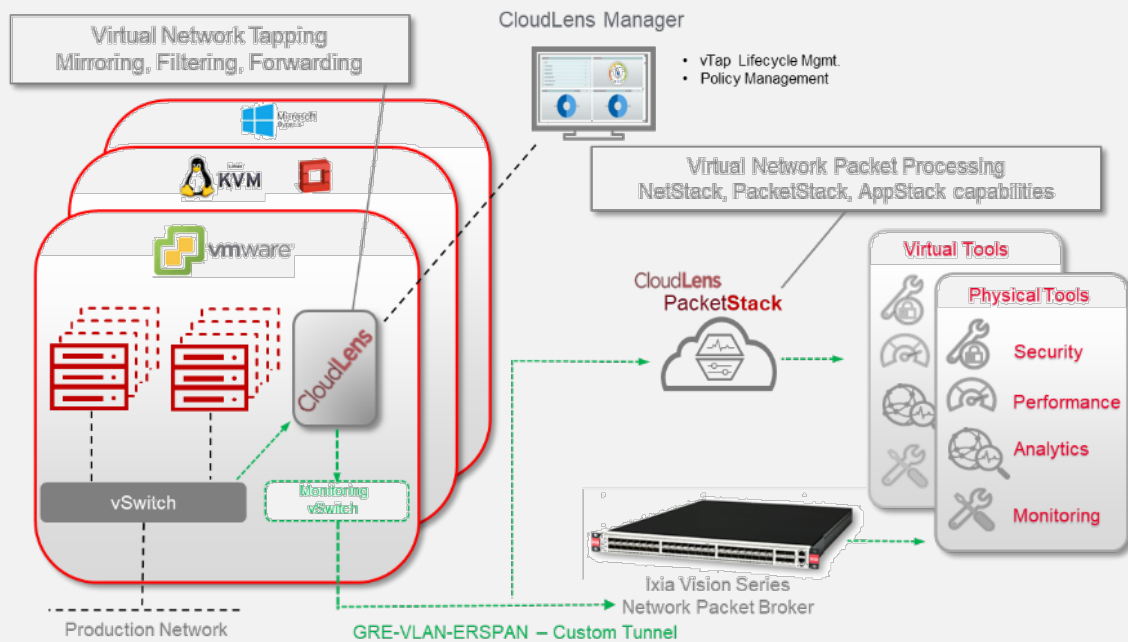 CloudLens Manager
Virtual Network Tapping
Mirroring, Filtering, Forwarding
• vTap Lifecycle Mgmt.
• Policy Management
Microsoft
KVM
Virtual Network Packet Processing
NetStack, PacketStack, AppStack capabilities
vmware
CloudLens
Virtual Tools
CloudLens
PacketStack
Physical Tools
Security
Performance
Analytics
Monitoring
vSwitch
Monitoring
vSwitch
Ixia Vision Series
Network Packet Broker
Production Network
GRE-VLAN-ERSPAN – Custom Tunnel